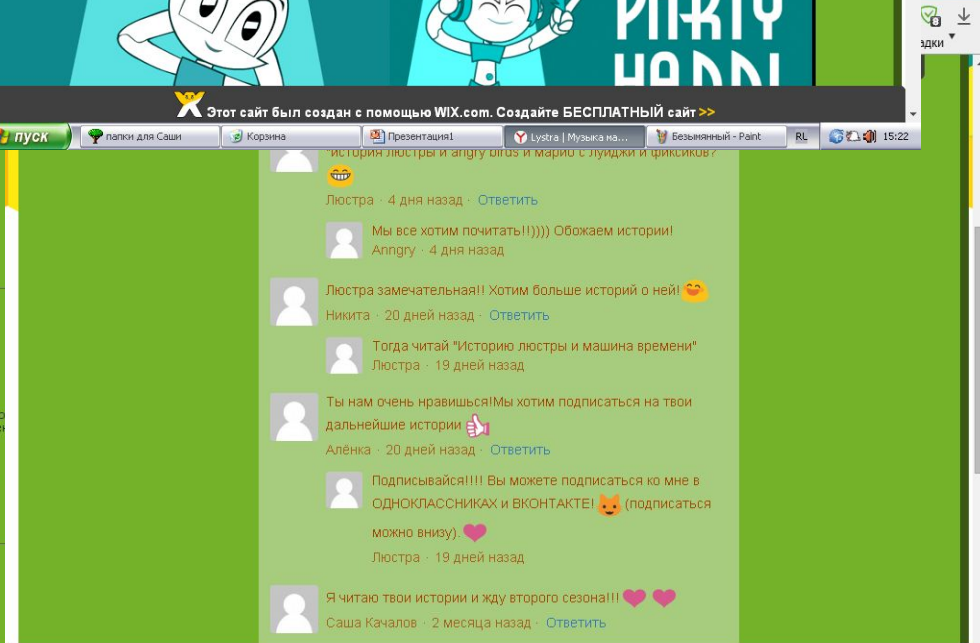 PARTY
HARD!
адки
Этот сайт был создан с помощью WIX.com. Создайте БЕСПЛАТНЫЙ сайт >>
пуск
папки для Саши
Корзина
Презентация1
Lystra | Музыка на...
Безымянный - Paint
RL
15:22
"История люстры и angry birds и марио с луиджи и фиксиков?
Люстра · 4 дня назад · Ответить
Мы все хотим почитать!!)))) Обожаем истории!
Anngry · 4 дня назад
Люстра замечательная!! Хотим больше историй о ней!
Никита · 20 дней назад · Ответить
Тогда читай "Историю люстры и машина времени"
Люстра · 19 дней назад
Ты нам очень нравишься!Мы хотим подписаться на твои
дальнейшие истории
Алёнка · 20 дней назад · Ответить
Подписывайся!!!! Вы можете подписаться ко мне в
ОДНОКЛАССНИКАХ и ВКОНТАКТЕ! (подписаться
можно внизу).
Люстра · 19 дней назад
Я читаю твои истории и жду второго сезона!!!
Саша Качалов · 2 месяца назад · Ответить